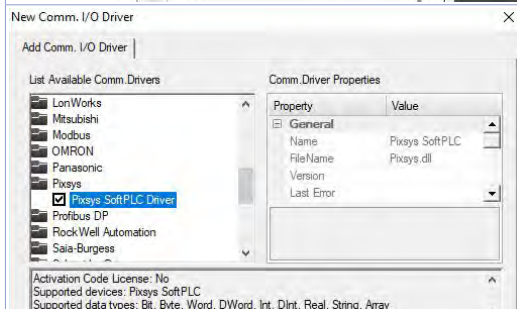 New Comm. I/O Driver
Add Comm. I/O Driver
List Available Comm.Drivers
LonWorks
Mitsubishi
Modbus
OMRON
Panasonic
Pixsys
Pixsys SoftPLC Driver
Profibus DP
RockWell Automation
Saia-Burgess
Comm.Driver Properties
Property Value
General
Name Pixsys SoftPLC
FileName Pixsys.dll
Version
Last Error
Activation Code License: No
Supported devices: Pixsys SoftPLC
Supported data types: Bit, Byte, Word, DWord, Int, DInt, Real, String, Array